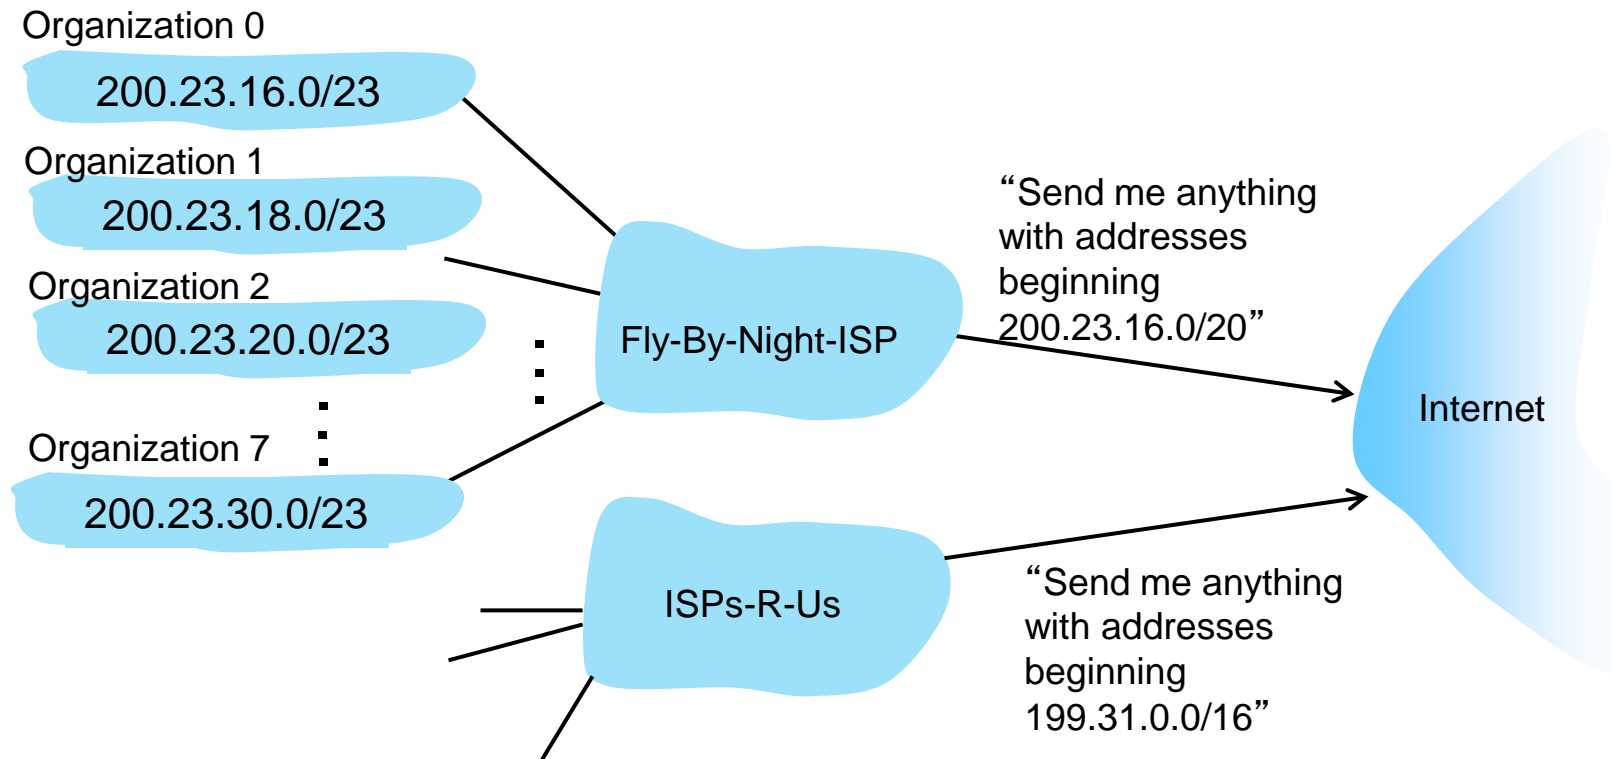 Organization 0
200.23.16.0/23
Organization 1
200.23.18.0/23
Organization 2
200.23.20.0/23
Organization 7
200.23.30.0/23
Fly-By-Night-ISP
“Send me anything
with addresses
beginning
200.23.16.0/20”
Internet
ISPs-R-Us
“Send me anything
with addresses
beginning
199.31.0.0/16”